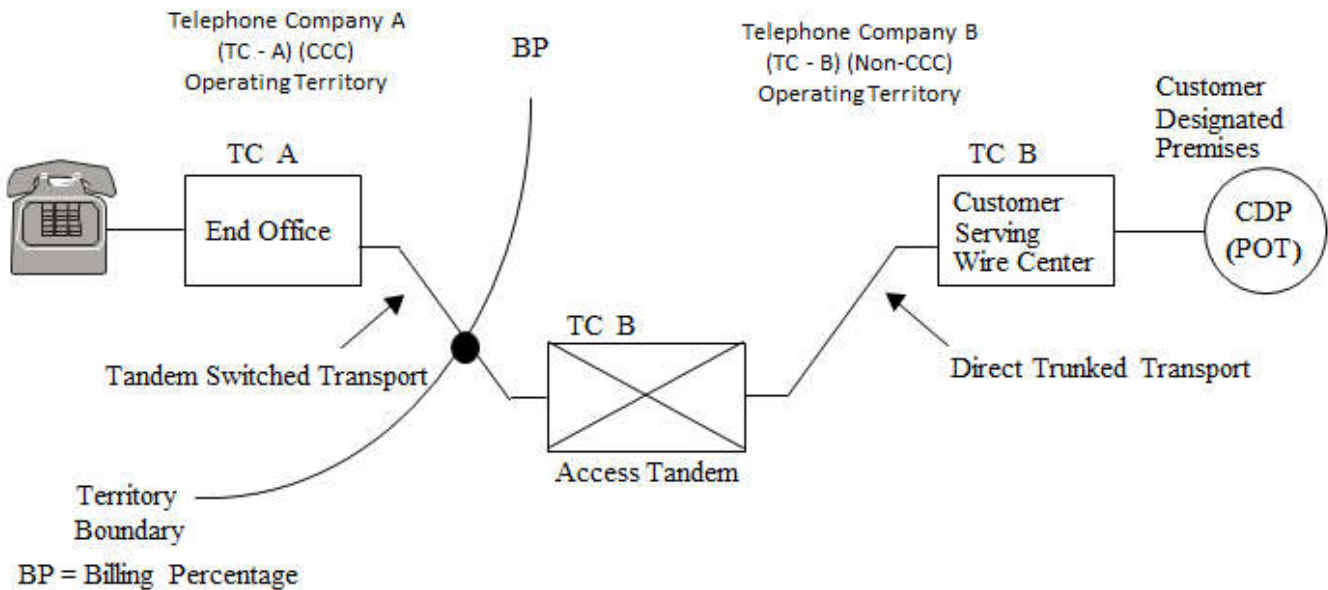 Telephone Company A
(TC - A) (CCC)
Operating Territory
BP
Telephone Company B
(TC - B) (Non-CCC)
Operating Territory
Customer
Designated
Premises
TC A
End Office
TC B
Customer
Serving
Wire Center
CDP
(POT)
TC B
Tandem Switched Transport
Direct Trunked Transport
Access Tandem
Territory
Boundary
BP = Billing Percentage